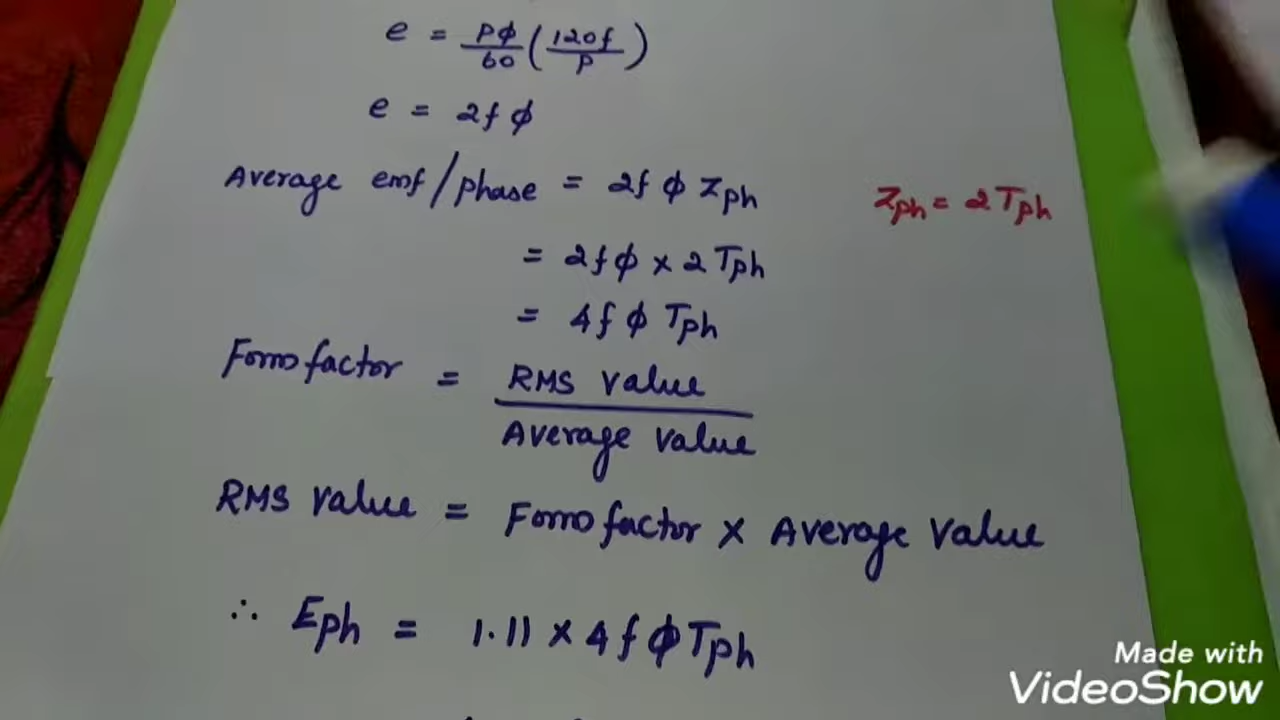 e = Pφ/60 (120f/P)
e = 2fφ
Average emf/phase = 2fφ Zph
Zph = 2Tph
= 2fφ × 2Tph
= 4fφ Tph
Form factor = RMS value / Average value
RMS value = Form factor × Average value
∴ Eph = 1.11 × 4fφTph
Made with
VideoShow